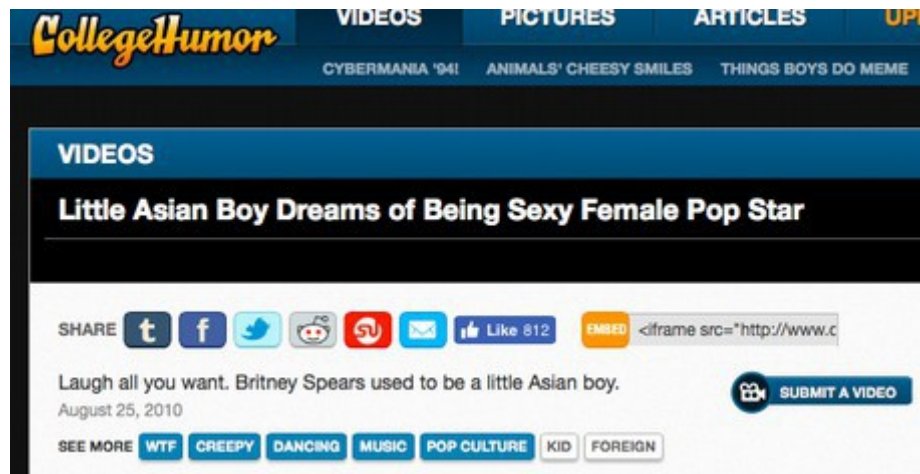 CollegeHumor
VIDEOS PICTURES ARTICLES
CYBERMANIA '94! ANIMALS' CHEESY SMILES THINGS BOYS DO MEME
VIDEOS
Little Asian Boy Dreams of Being Sexy Female Pop Star
SHARE t f Like 812 EMBED <iframe src="http://www.c
Laugh all you want. Britney Spears used to be a little Asian boy.
August 25, 2010
SUBMIT A VIDEO
SEE MORE WTF CREEPY DANCING MUSIC POP CULTURE KID FOREIGN